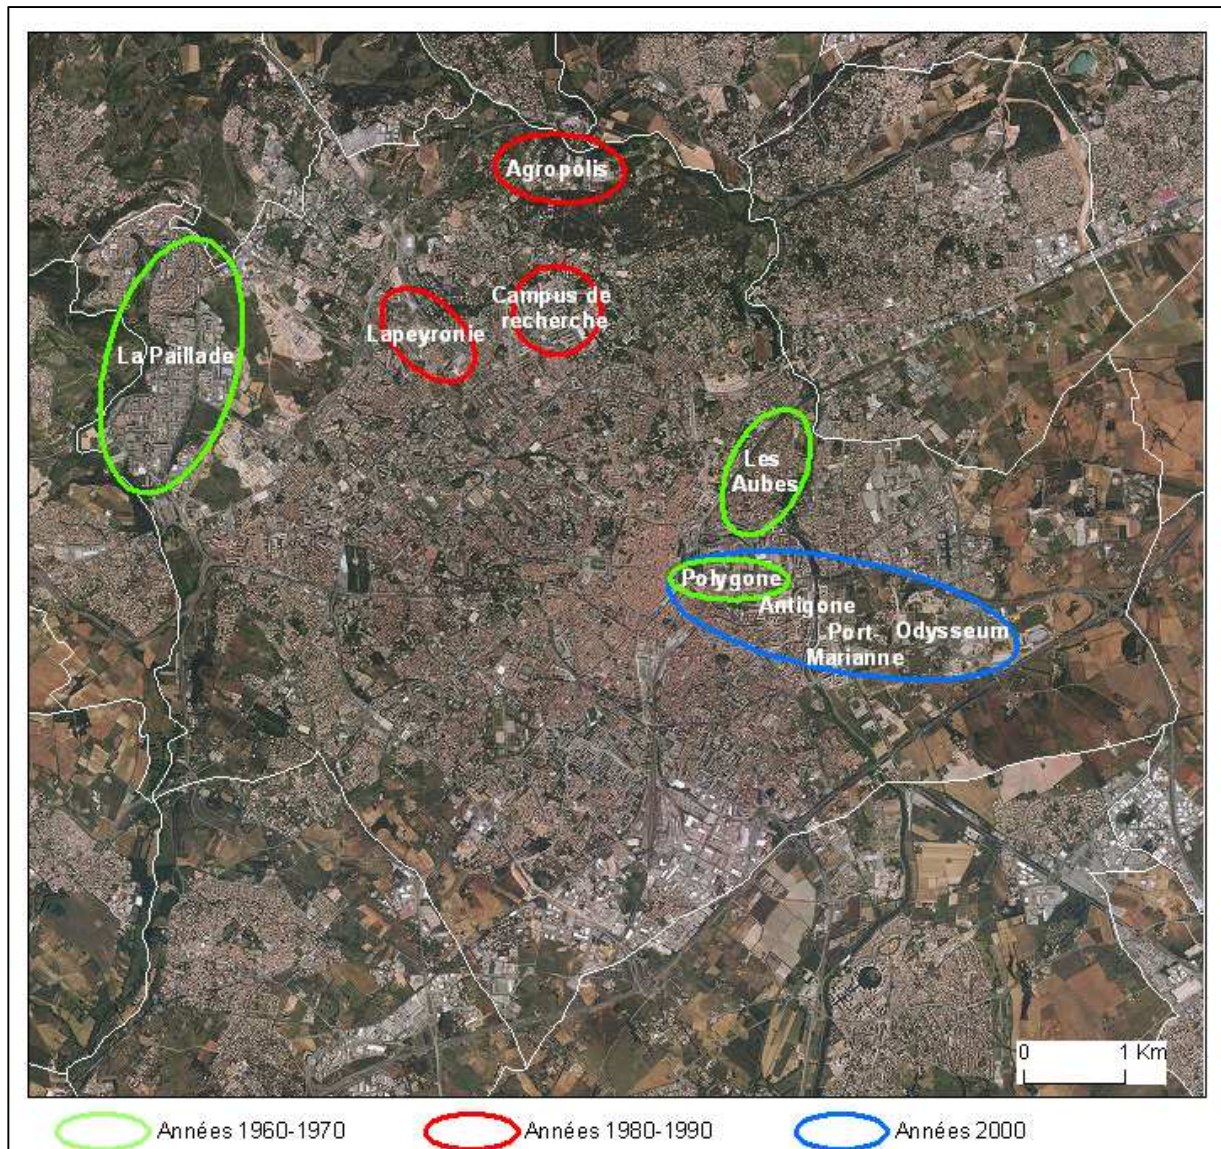 Agropolis
Campus de
recherche
Lapeyronie
La Paillade
Les
Aubes
Polygone
Antigone
Port-
Marianne
Odysseum
0 1 Km
Années 1960-1970
Années 1980-1990
Années 2000